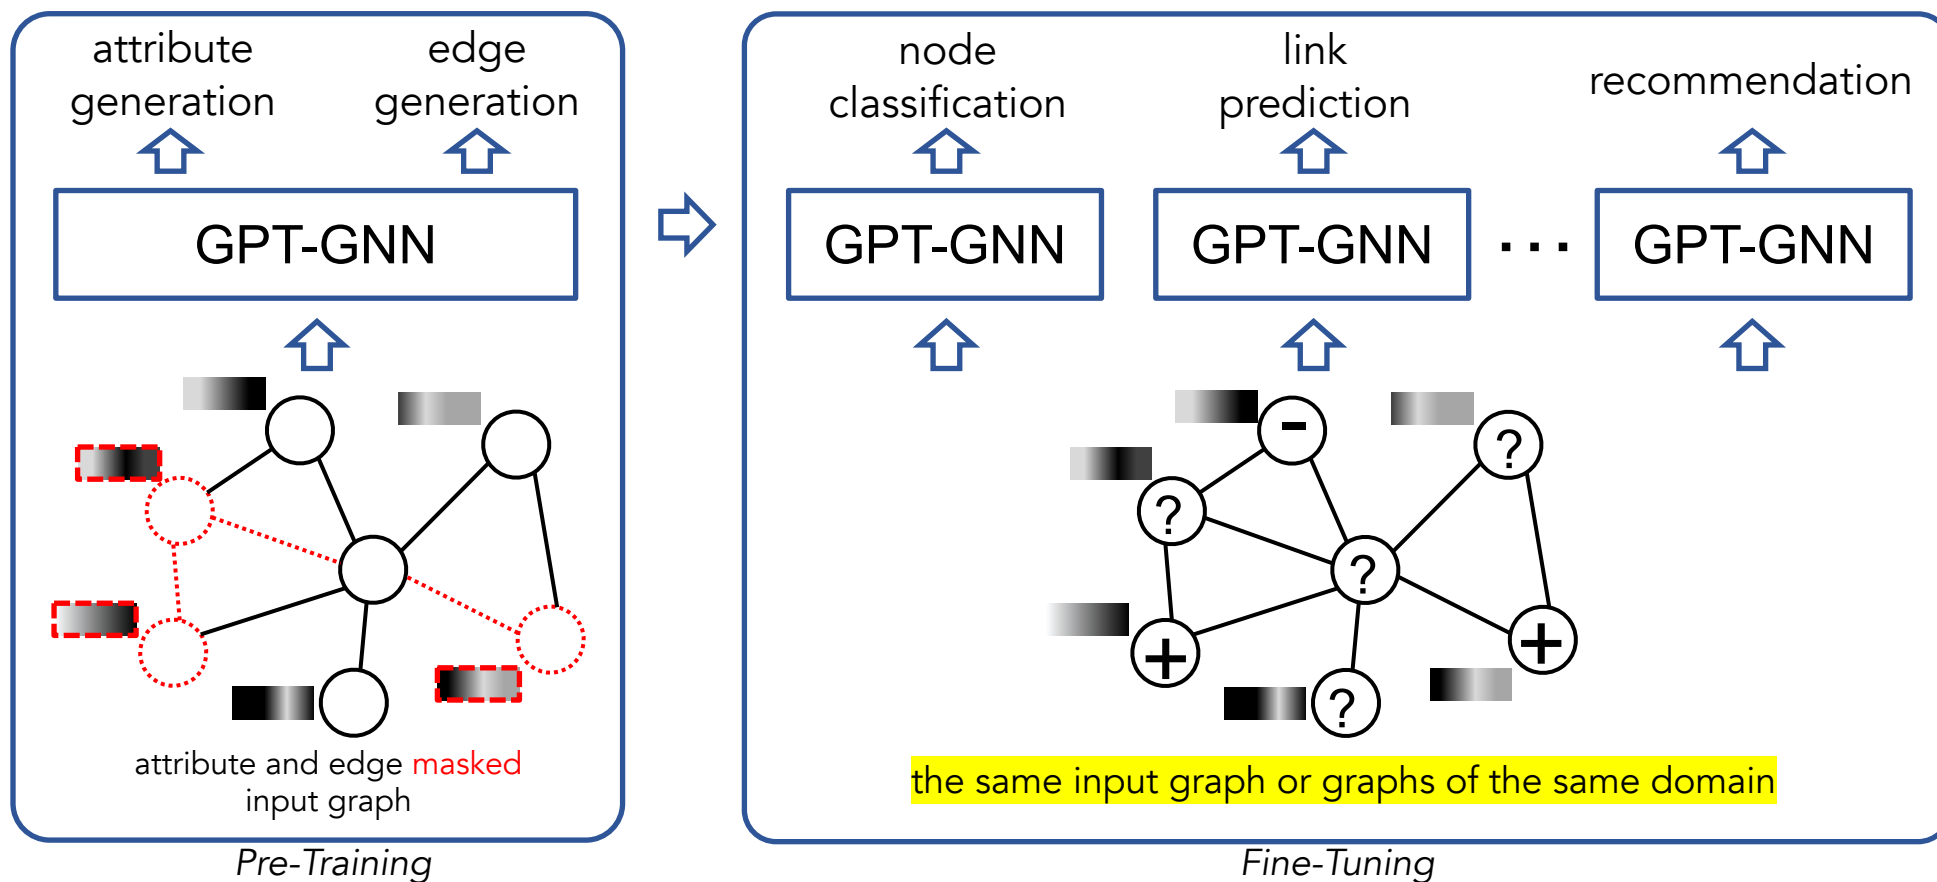 attribute
generation
edge
generation
GPT-GNN
attribute and edge masked
input graph
Pre-Training
node
classification
link
prediction
recommendation
GPT-GNN
GPT-GNN
...
GPT-GNN
-
?
?
?
+
+
?
the same input graph or graphs of the same domain
Fine-Tuning